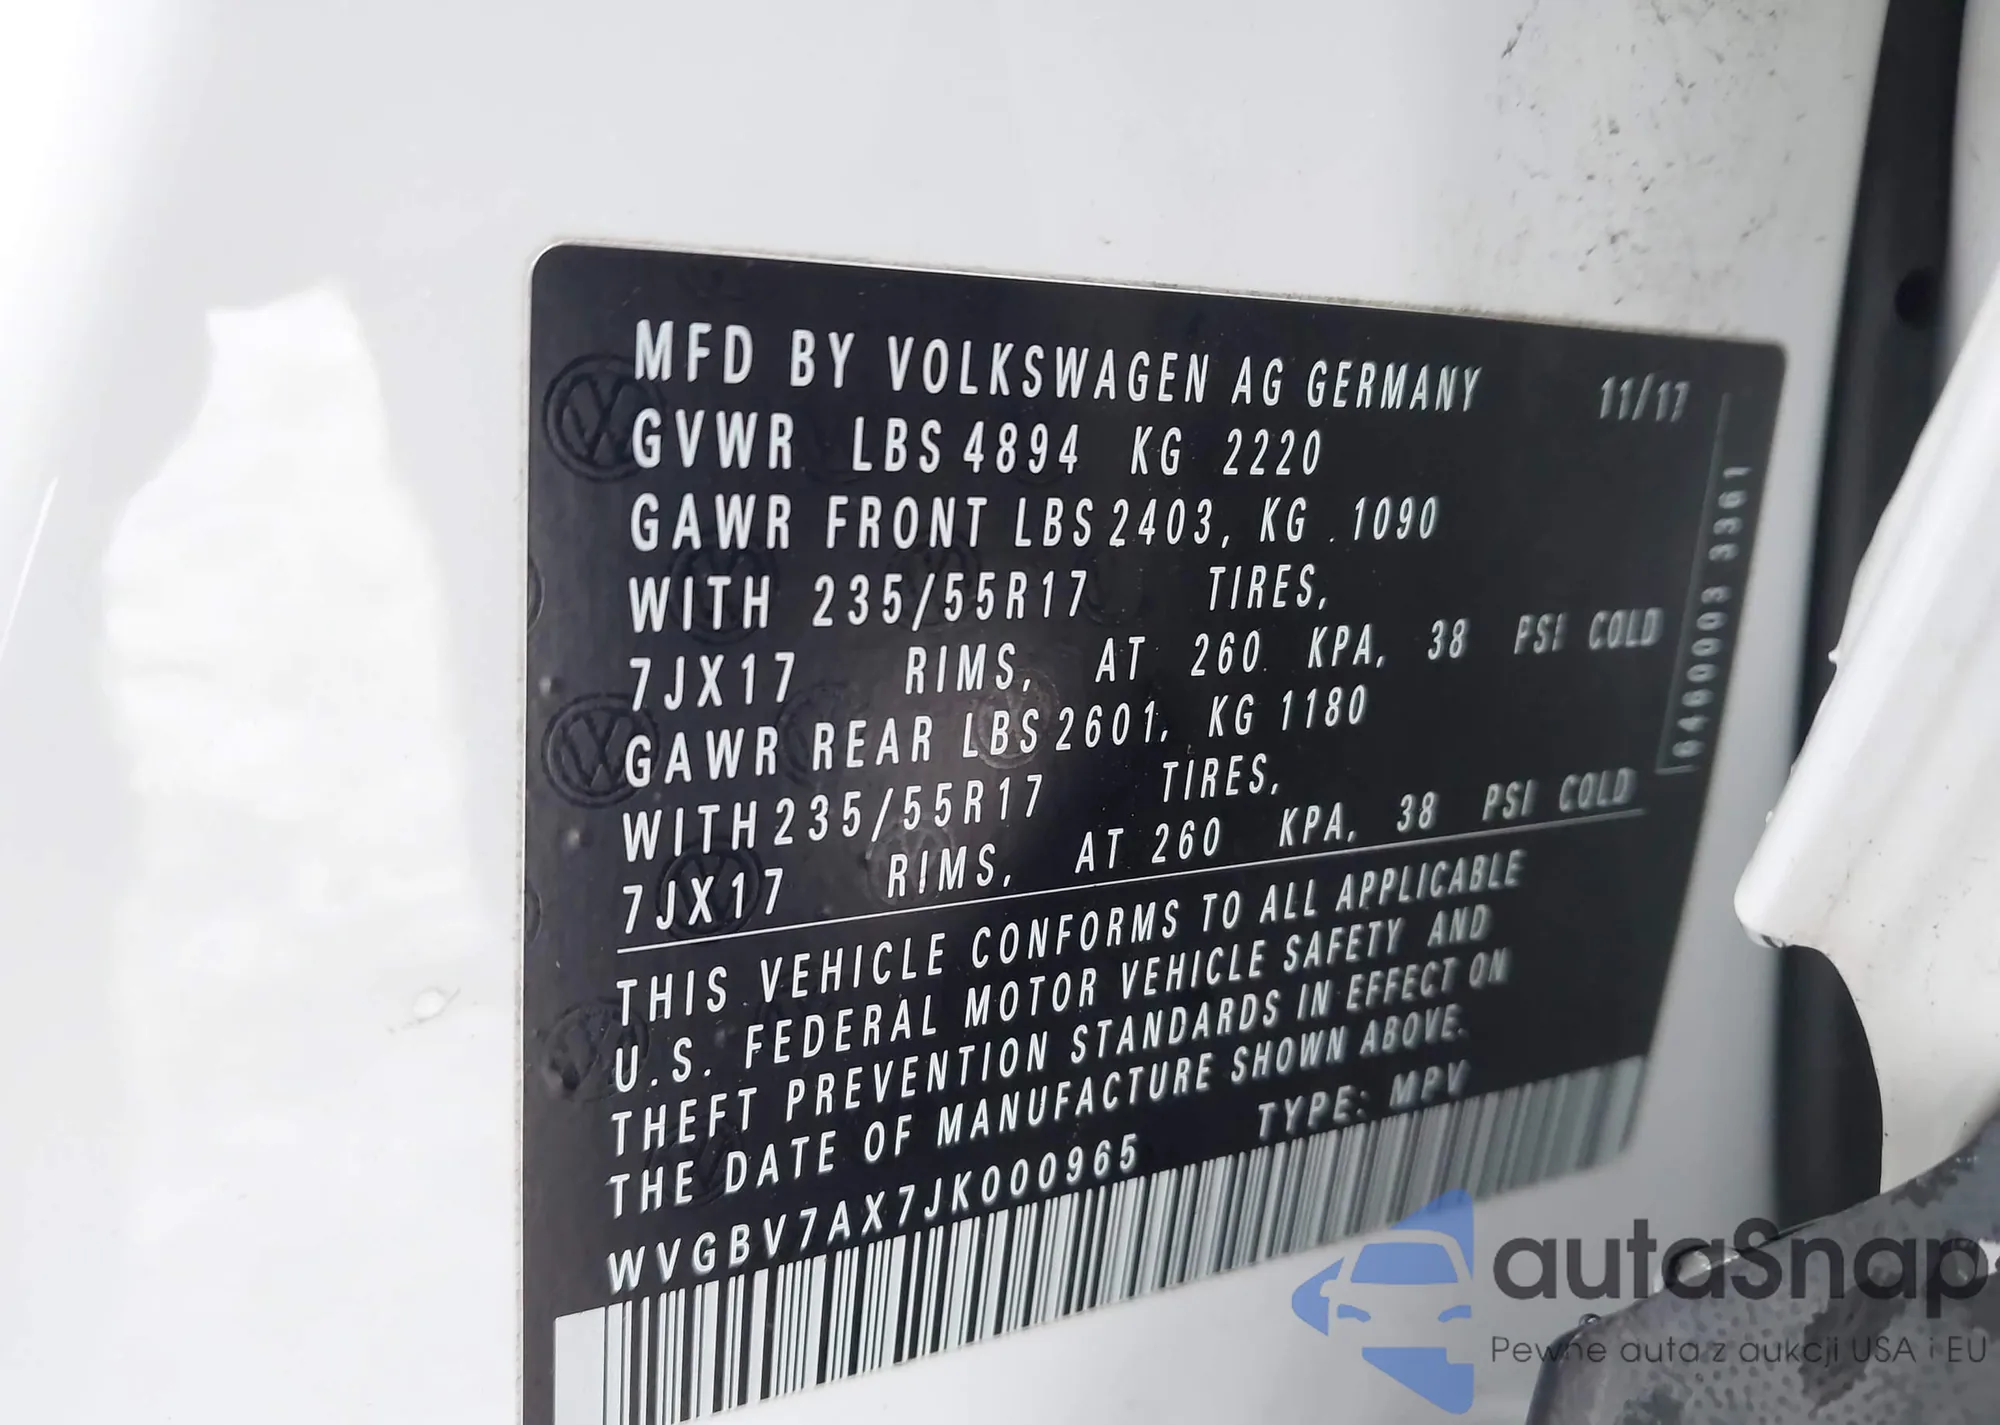 MFD BY VOLKSWAGEN AG GERMANY 11/17
GVWR LBS 4894 KG 2220
GAWR FRONT LBS 2403, KG 1090
WITH 235/55R17 TIRES,
7JX17 RIMS, AT 260 KPA, 38 PSI COLD
GAWR REAR LBS 2601, KG 1180
WITH 235/55R17 TIRES,
7JX17 RIMS, AT 260 KPA, 38 PSI COLD
THIS VEHICLE CONFORMS TO ALL APPLICABLE
U.S. FEDERAL MOTOR VEHICLE SAFETY AND
THEFT PREVENTION STANDARDS IN EFFECT ON
THE DATE OF MANUFACTURE SHOWN ABOVE.
WVGBV7AX7JK000965 TYPE: MPV
autaSnap
Pewne auta z aukcji USA i EU